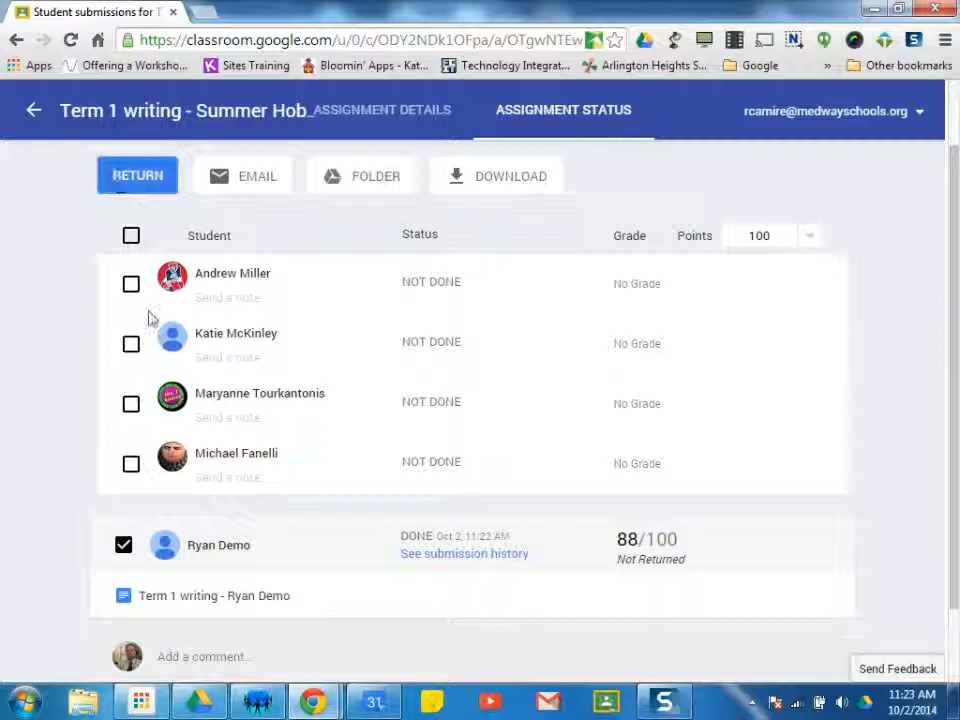 Student submissions for T
https://classroom.google.com/u/0/c/ODY2NDk1OFpa/a/OTgwNTEw
Apps Offering a Worksho... Sites Training Bloomin' Apps - Kat... Technology Integrat... Arlington Heights S... Google » Other bookmarks
Term 1 writing - Summer Hob... ASSIGNMENT DETAILS ASSIGNMENT STATUS rcamire@medwayschools.org
RETURN EMAIL FOLDER DOWNLOAD
Student Status Grade Points 100
Andrew Miller NOT DONE No Grade
Send a note
Katie McKinley NOT DONE No Grade
Send a note
Maryanne Tourkantonis NOT DONE No Grade
Send a note
Michael Fanelli NOT DONE No Grade
Send a note
Ryan Demo DONE Oct 2, 11:22 AM 88/100
See submission history Not Returned
Term 1 writing - Ryan Demo
Add a comment...
Send Feedback
31 S 11:23 AM
10/2/2014